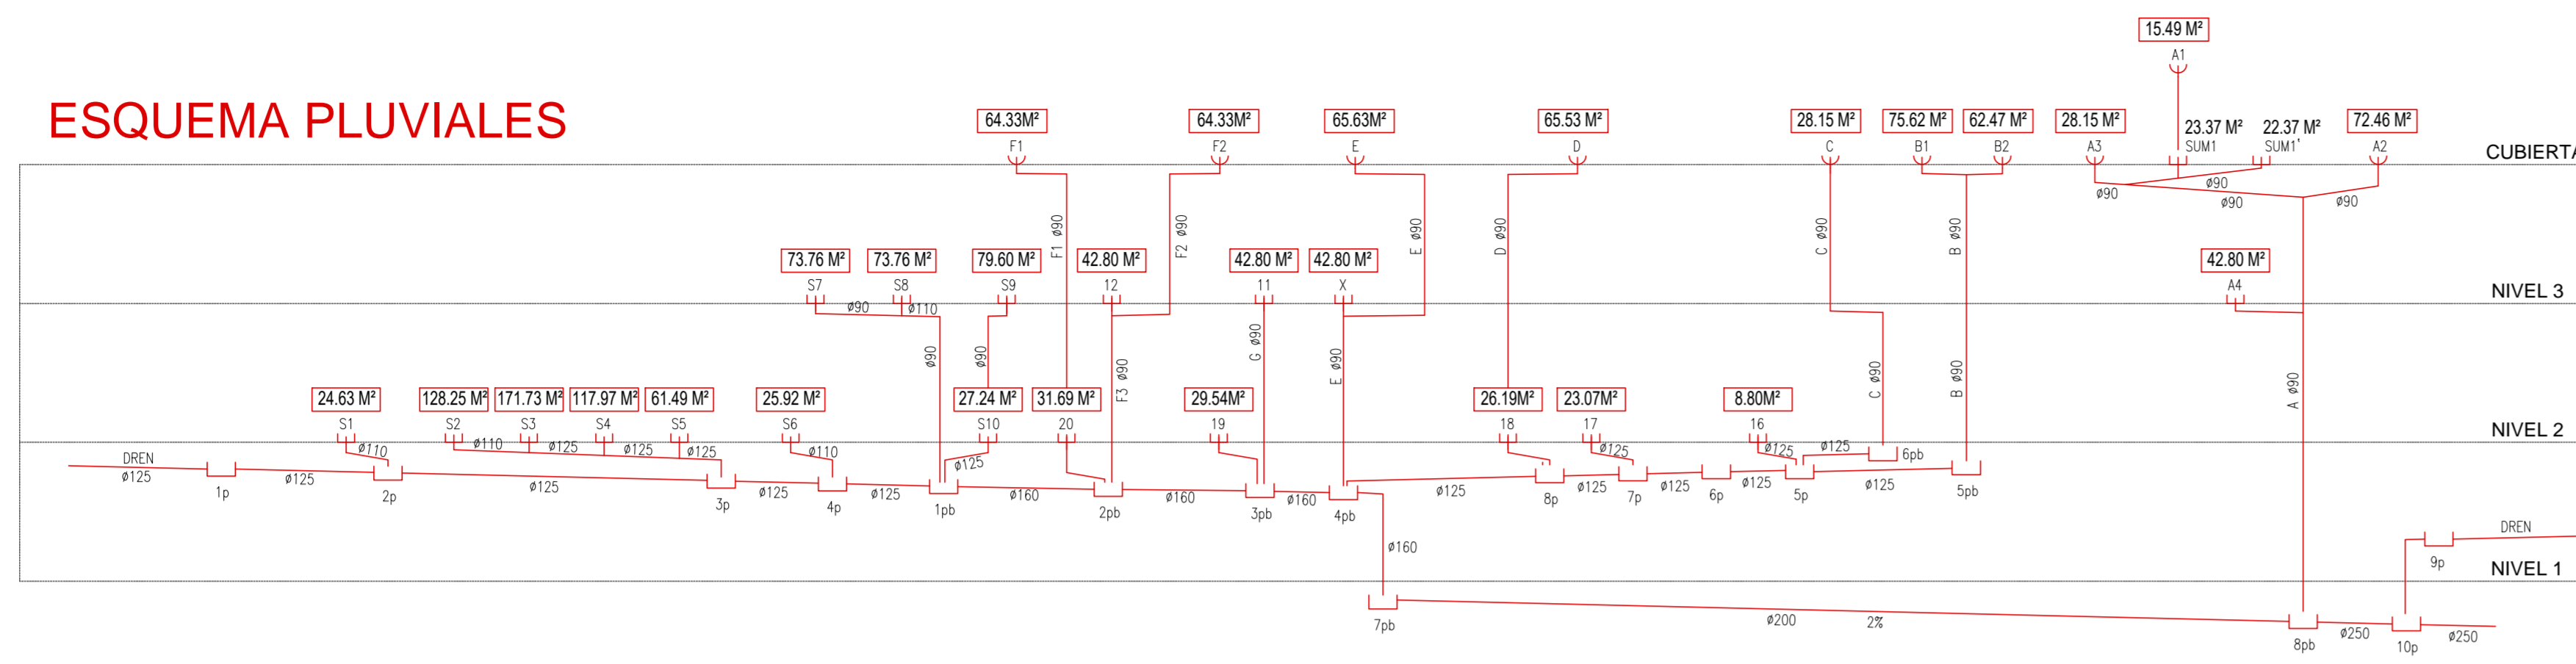 15.49 M²
A1
ESQUEMA PLUVIALES
64.33M² 64.33M² 65.63M² 65.53 M² 28.15 M² 75.62 M² 62.47 M² 28.15 M² 23.37 M² 22.37 M² 72.46 M²
F1 F2 E D C B1 B2 A3 SUM1 SUM1' A2 CUBIERTA
ø90 ø90 ø90 ø90
F1 ø90 F2 ø90 E ø90 D ø90 C ø90 B ø90
73.76 M² 73.76 M² 79.60 M² 42.80 M² 42.80 M² 42.80 M² 42.80 M²
S7 S8 S9 12 11 X A4 NIVEL 3
ø90 ø110
ø90 ø90 F3 ø90 G ø90 E ø90 C ø90 B ø90 A ø90
24.63 M² 128.25 M² 171.73 M² 117.97 M² 61.49 M² 25.92 M² 27.24 M² 31.69 M² 29.54M² 26.19M² 23.07M² 8.80M²
S1 S2 S3 S4 S5 S6 S10 20 19 18 17 16 NIVEL 2
ø110 ø110 ø125 ø125 ø125 ø110 ø125 ø125 ø125 ø125 6pb
DREN
ø125 ø125 ø125 ø125 ø125 ø160 ø160 ø160 ø125 ø125 ø125 ø125 ø125
1p 2p 3p 4p 1pb 2pb 3pb 4pb 8p 7p 6p 5p 5pb
DREN
ø160
9p NIVEL 1
7pb ø200 2% 8pb ø250 10p ø250